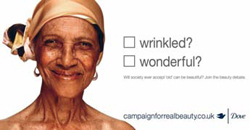 wrinkled?
wonderful?
Will society ever accept 'old' can be beautiful? Join the beauty debate.
campaignforrealbeauty.co.uk
Dove